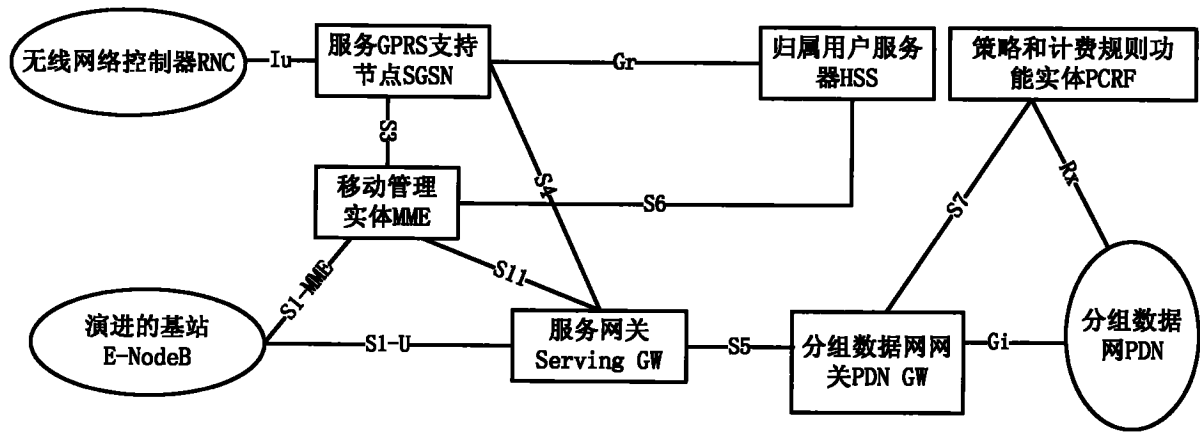 无线网络控制器RNC
Iu
服务GPRS支持
节点SGSN
Gr
归属用户服务
器HSS
策略和计费规则功
能实体PCRF
S3
S4
移动管理
实体MME
S6
S7
Rx
S1-MME
S11
演进的基站
E-NodeB
S1-U
服务网关
Serving GW
S5
分组数据网网
关PDN GW
Gi
分组数据
网PDN